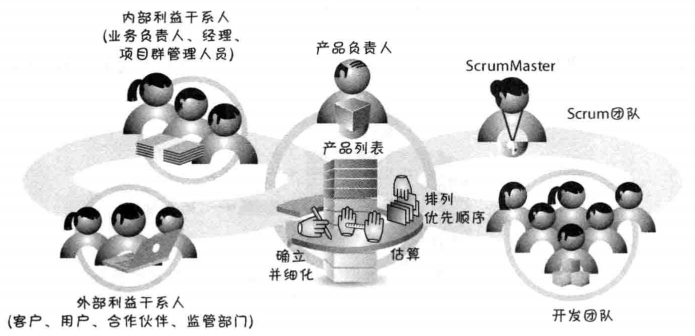 内部利益干系人
(业务负责人、经理、
项目群管理人员)
产品负责人
ScrumMaster
Scrum团队
产品列表
排列
优先顺序
确立
并细化
估算
外部利益干系人
(客户、用户、合作伙伴、监管部门)
开发团队